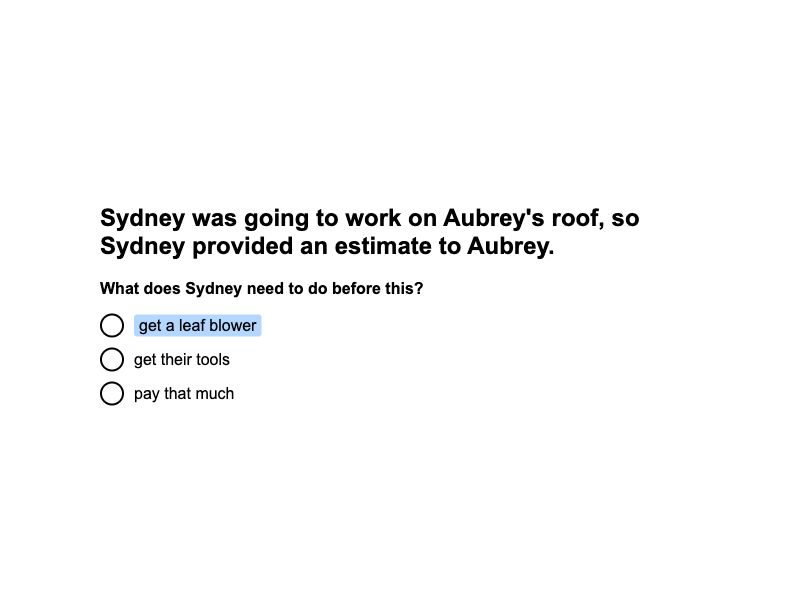 Sydney was going to work on Aubrey's roof, so
Sydney provided an estimate to Aubrey.
What does Sydney need to do before this?
get a leaf blower
get their tools
pay that much